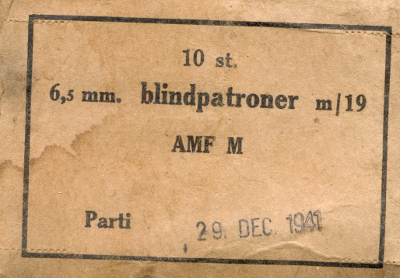 10 st.
6,5 mm. blindpatroner m/19
AMF M
Parti 29. DEC. 1941